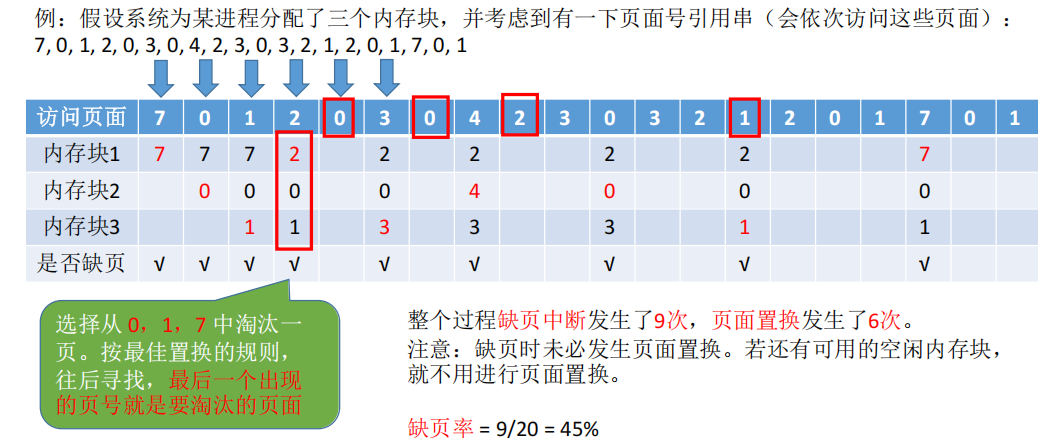 例：假设系统为某进程分配了三个内存块，并考虑到有一下页面号引用串（会依次访问这些页面）：
7, 0, 1, 2, 0, 3, 0, 4, 2, 3, 0, 3, 2, 1, 2, 0, 1, 7, 0, 1
访问页面 7 0 1 2 0 3 0 4 2 3 0 3 2 1 2 0 1 7 0 1
内存块1 7 7 7 2 2 2 2 2 7
内存块2 0 0 0 0 4 0 0 0
内存块3 1 1 3 3 3 1 1
是否缺页 √ √ √ √ √ √ √ √ √
选择从 0，1，7 中淘汰一
页。按最佳置换的规则，
往后寻找，最后一个出现
的页号就是要淘汰的页面
整个过程缺页中断发生了9次，页面置换发生了6次。
注意：缺页时未必发生页面置换。若还有可用的空闲内存块，
就不用进行页面置换。
缺页率 = 9/20 = 45%